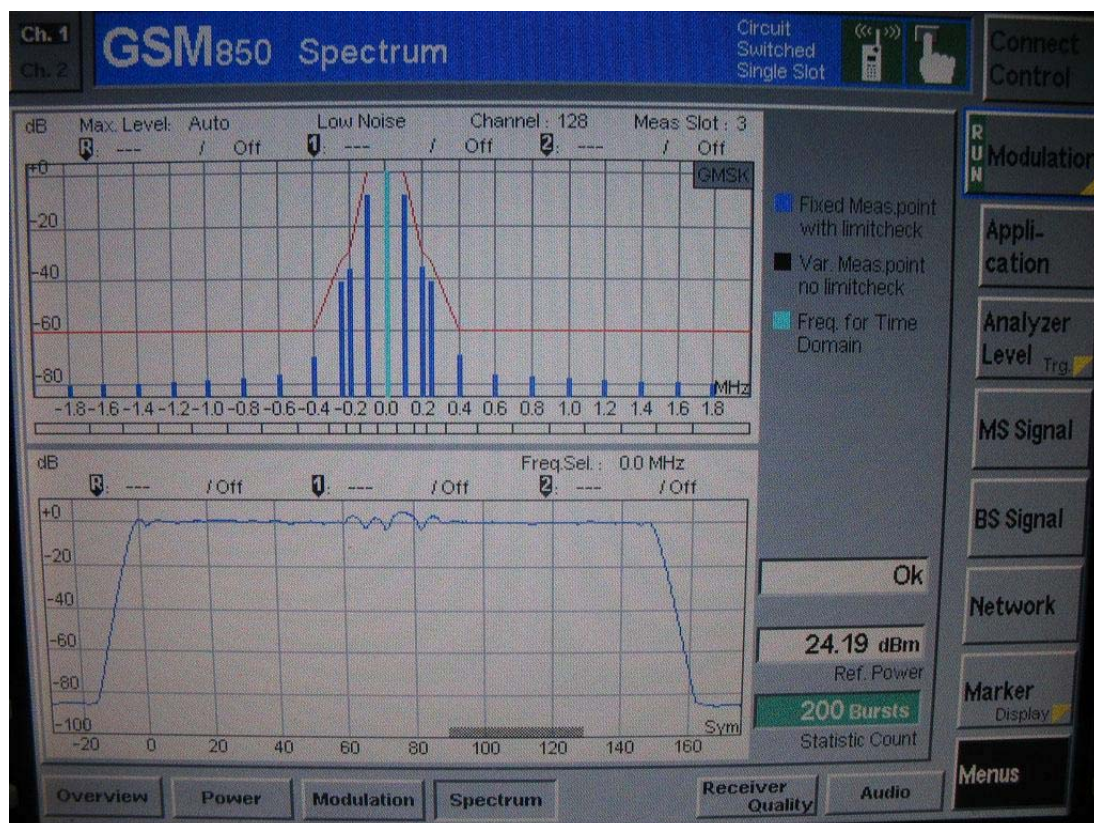 Ch. 1
Ch. 2
GSM850 Spectrum
Circuit
Switched
Single Slot
Connect
Control
dB Max. Level: Auto Low Noise Channel : 128 Meas Slot : 3
R: --- / Off 1: --- / Off 2: --- / Off
GMSK
+0
-20
-40
-60
-80
MHz
-1.8 -1.6 -1.4 -1.2 -1.0 -0.8 -0.6 -0.4 -0.2 0.0 0.2 0.4 0.6 0.8 1.0 1.2 1.4 1.6 1.8
Fixed Meas.point
with limitcheck
Var. Meas.point
no limitcheck
Freq. for Time
Domain
dB Freq.Sel. : 0.0 MHz
R: --- / Off 1: --- / Off 2: --- / Off
+0
-20
-40
-60
-80
-100
Sym
-20 0 20 40 60 80 100 120 140 160
Ok
24.19 dBm
Ref. Power
200 Bursts
Statistic Count
RUN
Modulation
Appli-
cation
Analyzer
Level Trg.
MS Signal
BS Signal
Network
Marker
Display
Menus
Overview
Power
Modulation
Spectrum
Receiver
Quality
Audio